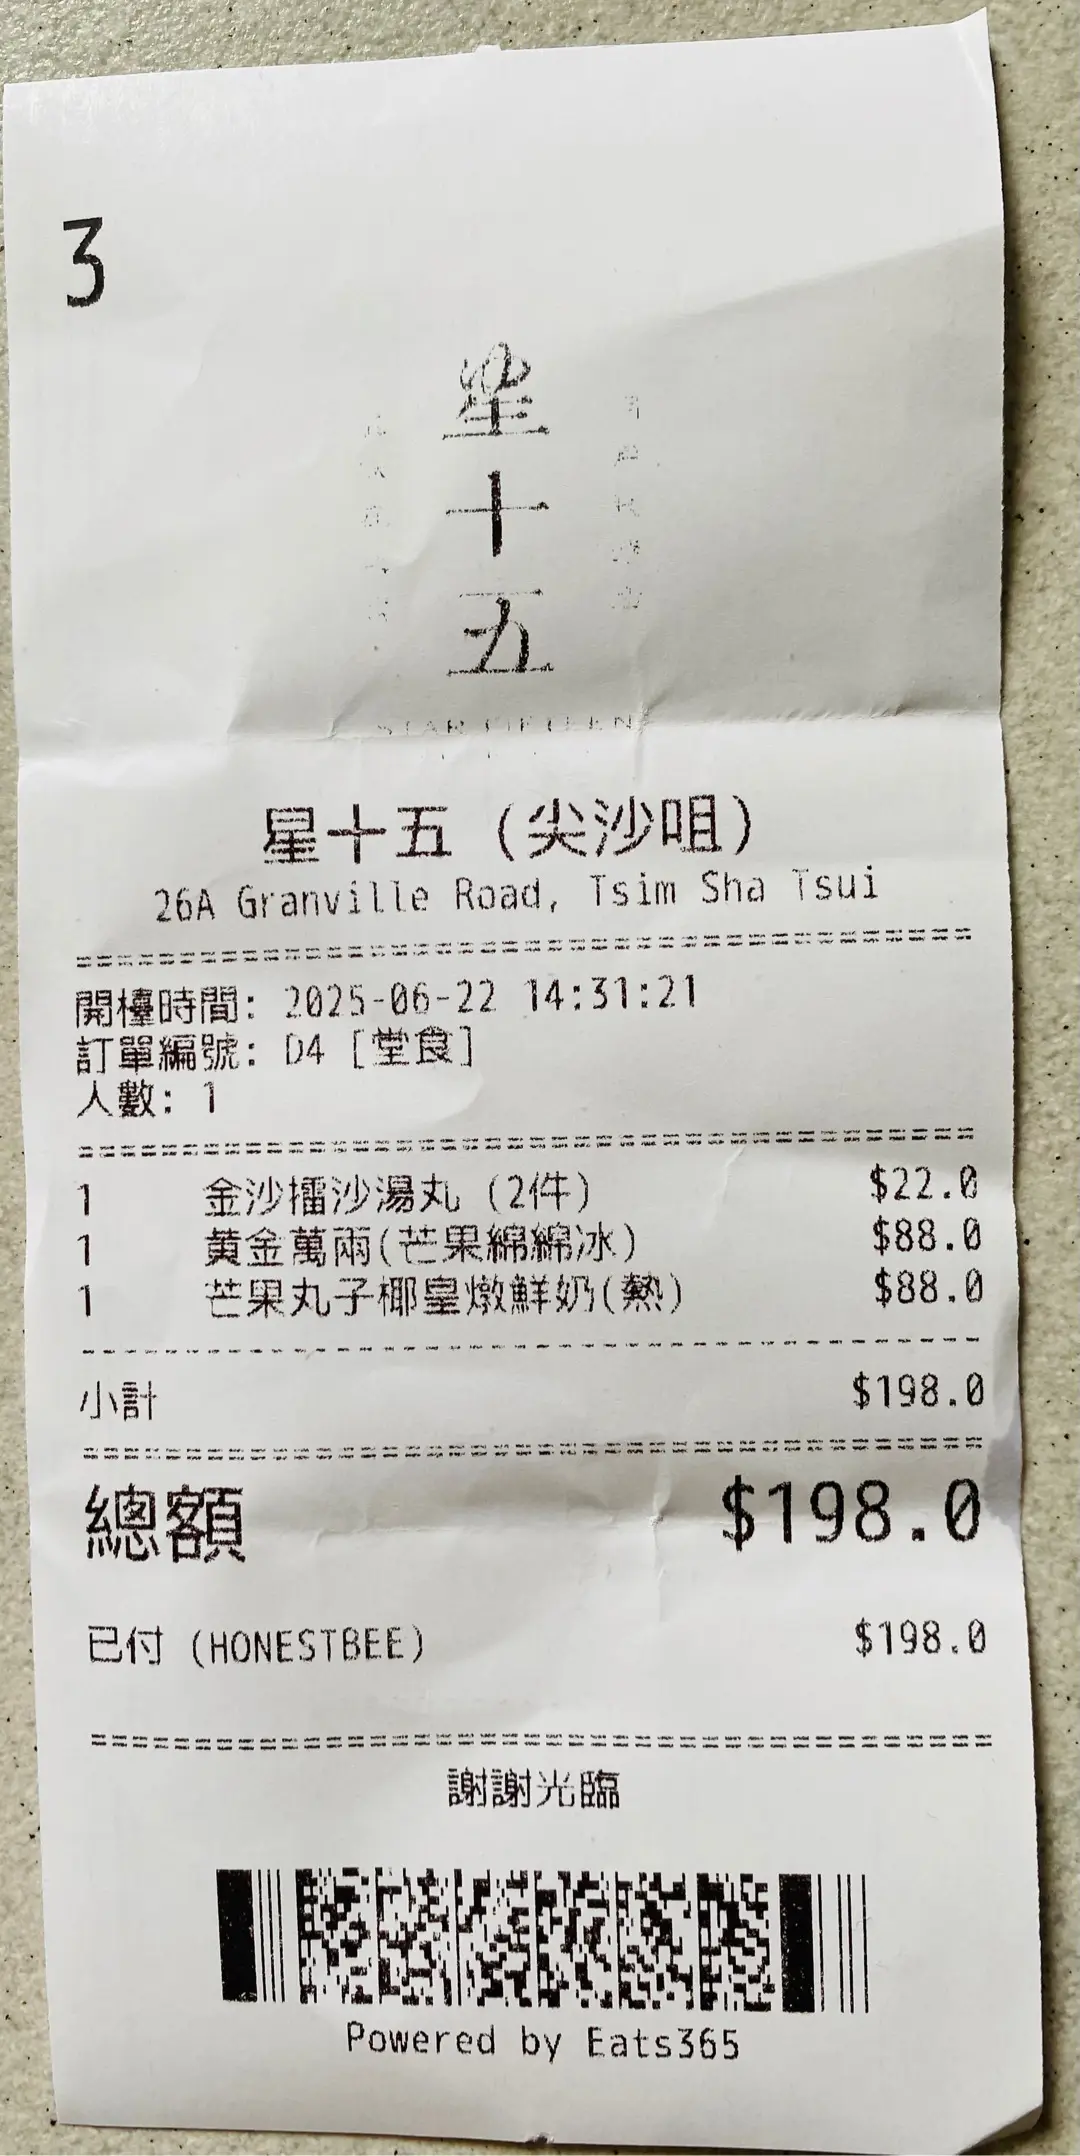 3
星
十
五
STAR FIFTEEN
星十五 (尖沙咀)
26A Granville Road, Tsim Sha Tsui
開檯時間: 2025-06-22 14:31:21
訂單編號: D4 [堂食]
人數: 1
1 金沙擂沙湯丸 (2件) $22.0
1 黄金萬兩(芒果綿綿冰) $88.0
1 芒果丸子椰皇燉鮮奶(熱) $88.0
小計 $198.0
總額 $198.0
已付 (HONESTBEE) $198.0
謝謝光臨
Powered by Eats365